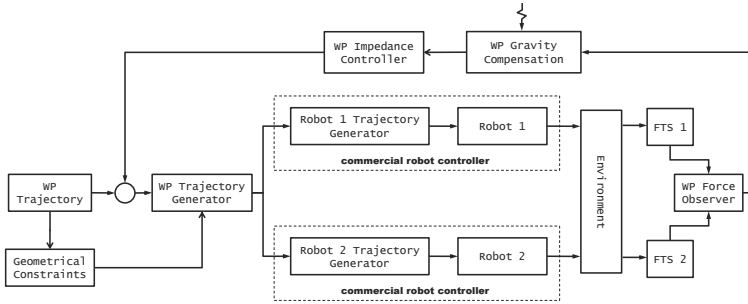 WP Impedance
Controller
WP Gravity
Compensation
Robot 1 Trajectory
Generator
Robot 1
commercial robot controller
FTS 1
Environment
WP
Trajectory
WP Trajectory
Generator
WP Force
Observer
Geometrical
Constraints
Robot 2 Trajectory
Generator
Robot 2
commercial robot controller
FTS 2